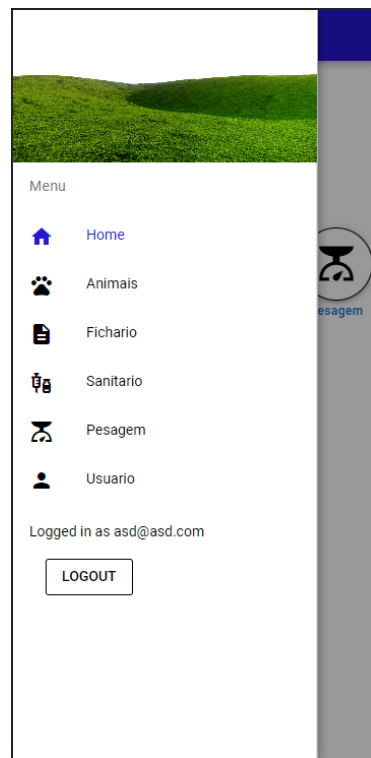 Menu
Home
Animais
Fichario
Sanitario
Pesagem
Usuario
Logged in as asd@asd.com
LOGOUT
esagem